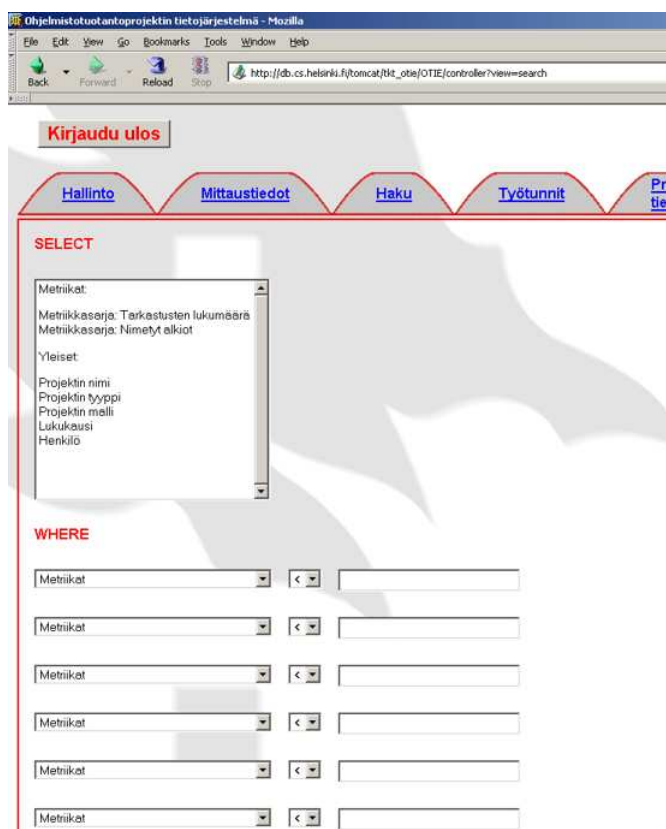 Ohjelmistotuotantoprojektin tietojärjestelmä - Mozilla
File Edit View Go Bookmarks Tools Window Help
Back Forward Reload Stop http://db.cs.helsinki.fi/tomcat/tkt_otie/OTIE/controller?view=search
Kirjaudu ulos
Hallinto Mittaustiedot Haku Työtunnit Pr
tie
SELECT
Metriikat:
Metriikkasarja: Tarkastusten lukumäärä
Metriikkasarja: Nimetyt alkiot
Yleiset:
Projektin nimi
Projektin tyyppi
Projektin malli
Lukukausi
Henkilö
WHERE
Metriikat <
Metriikat <
Metriikat <
Metriikat <
Metriikat <
Metriikat <